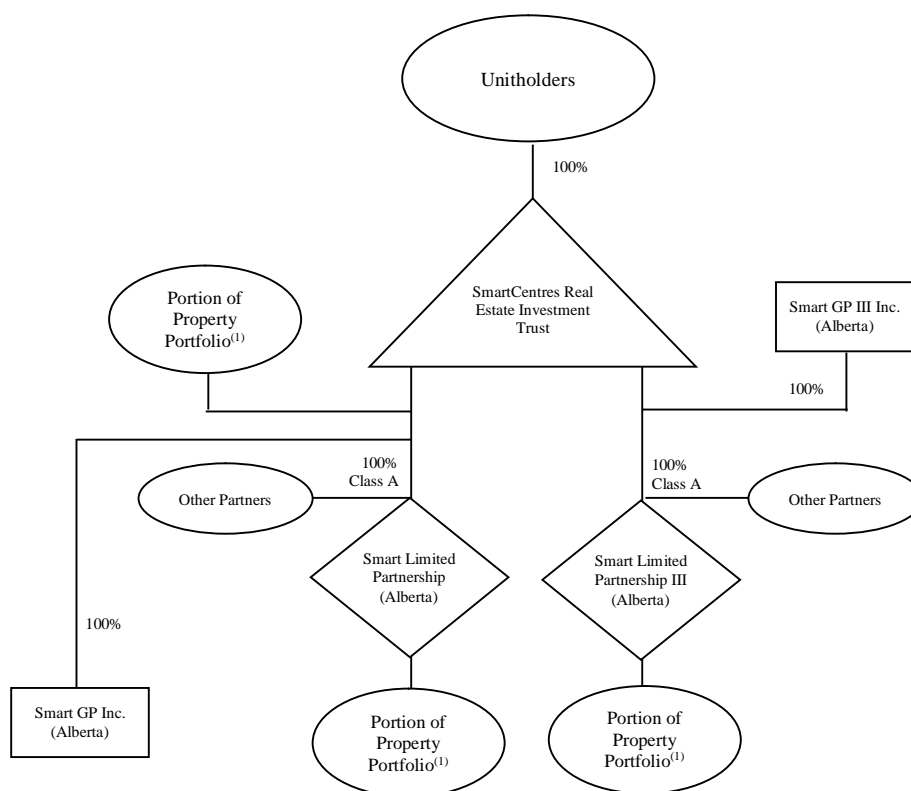 Unitholders
100%
SmartCentres Real
Estate Investment
Trust
Portion of
Property
Portfolio(1)
Smart GP III Inc.
(Alberta)
100%
100%
Class A
100%
Class A
Other Partners
Other Partners
Smart Limited
Partnership
(Alberta)
Smart Limited
Partnership III
(Alberta)
100%
Smart GP Inc.
(Alberta)
Portion of
Property
Portfolio(1)
Portion of
Property
Portfolio(1)